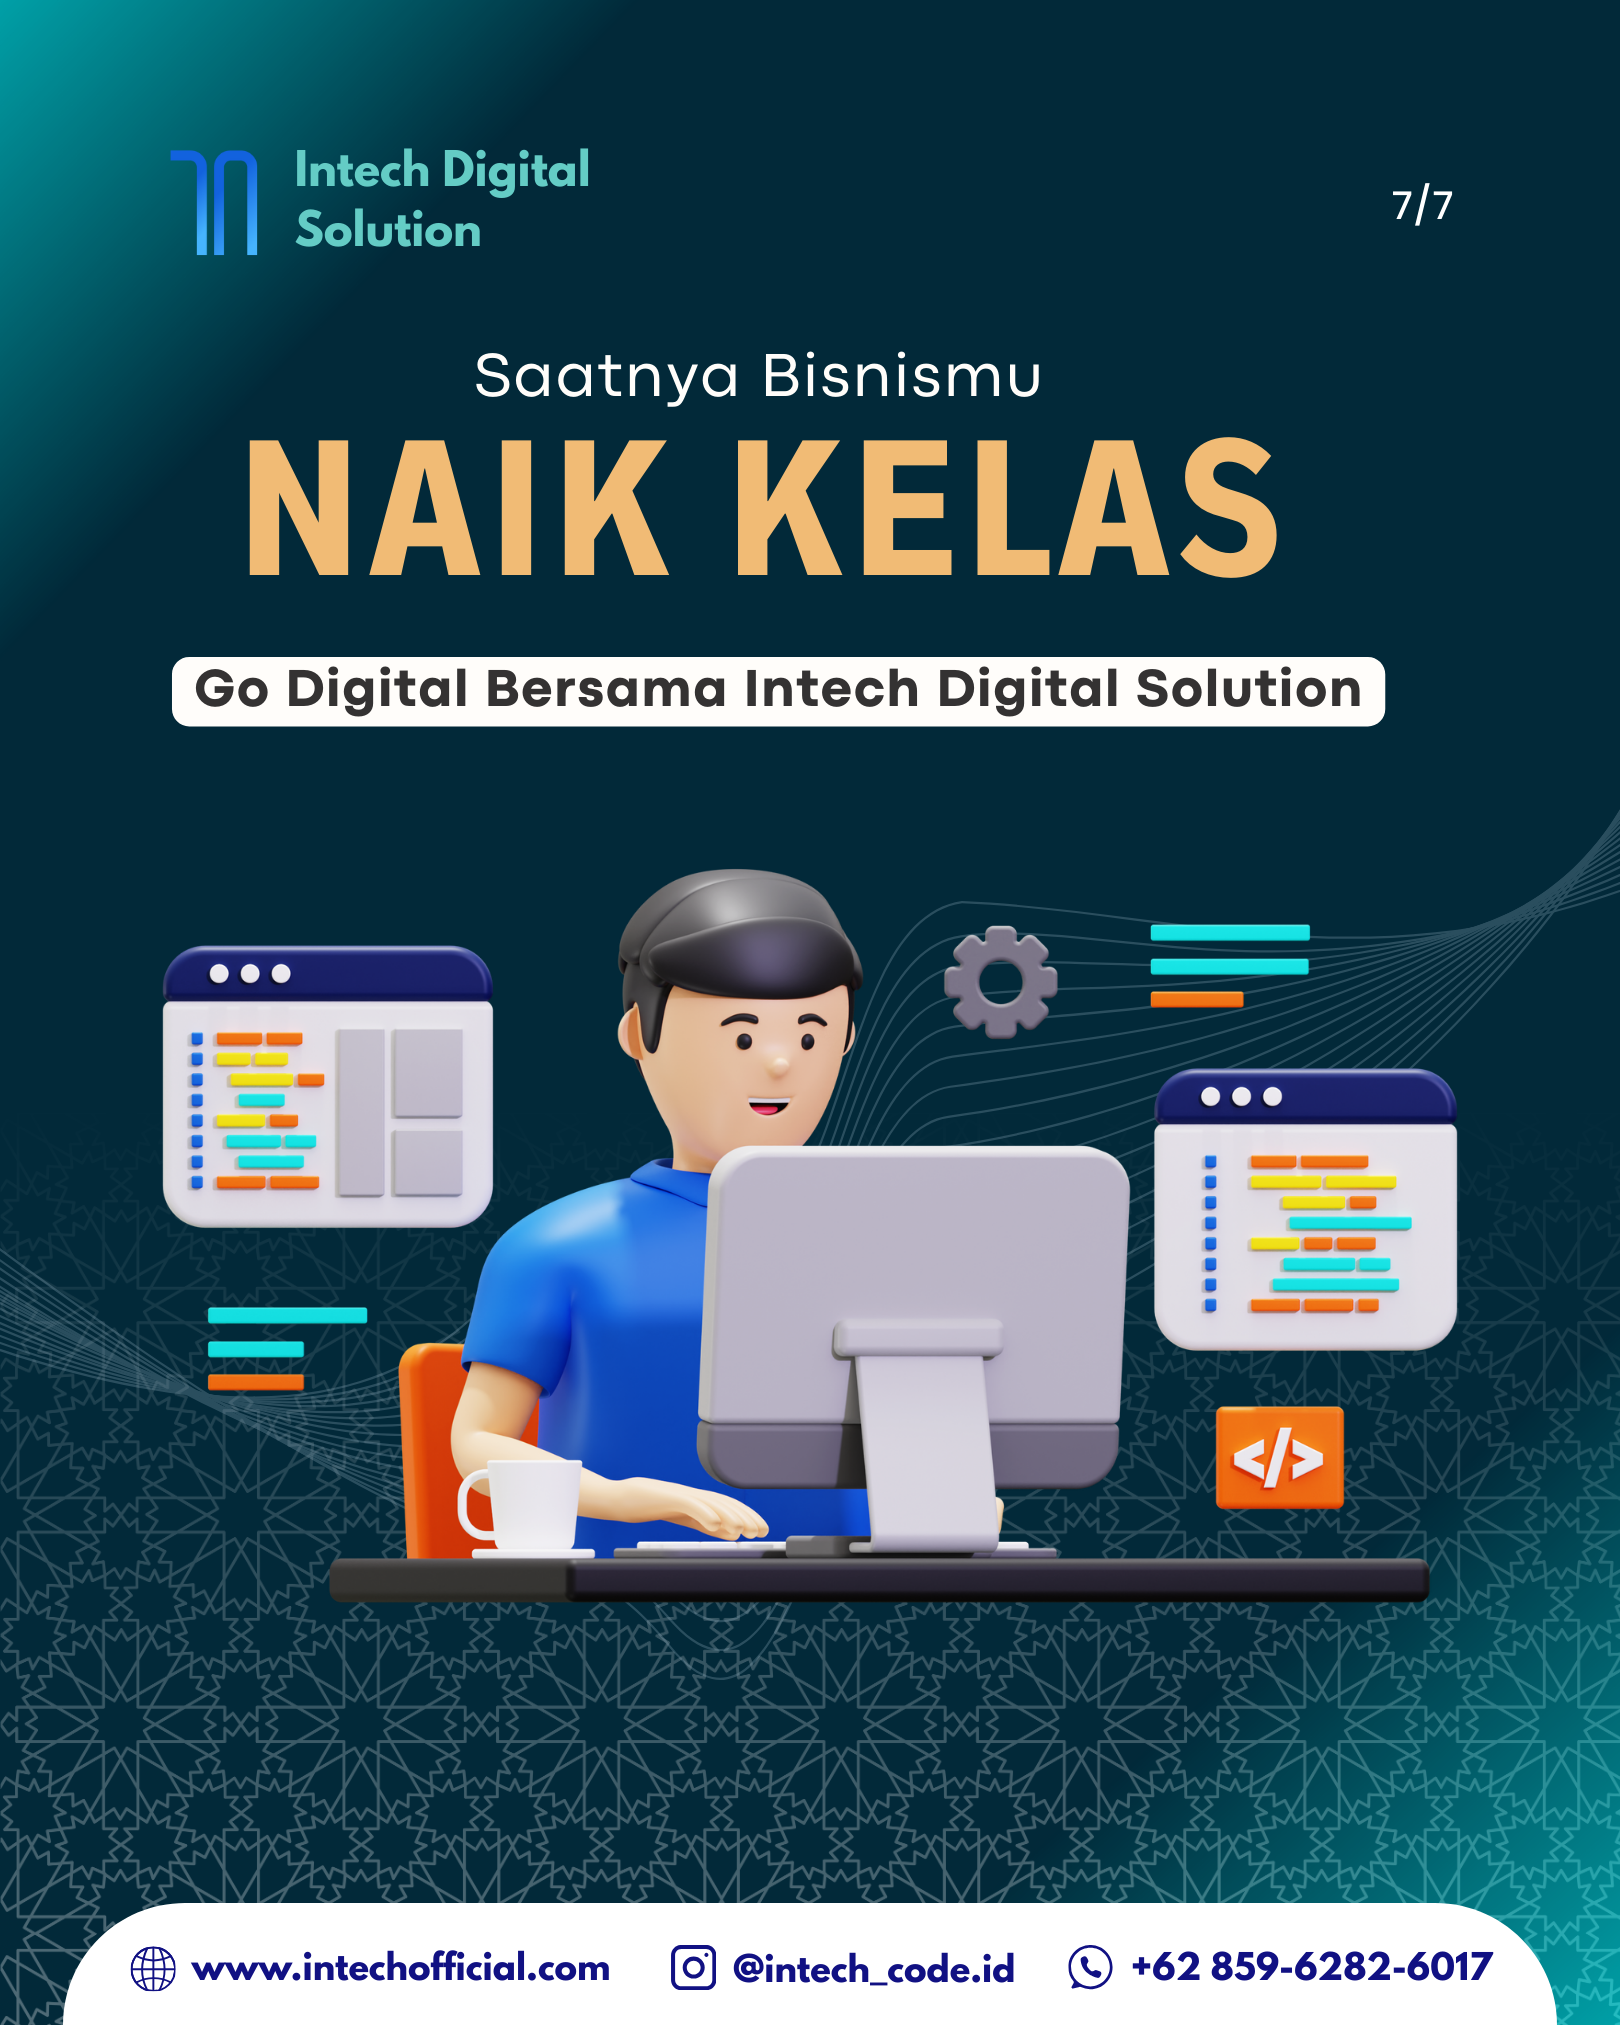 Intech Digital
Solution
7/7
Saatnya Bisnismu
NAIK KELAS
Go Digital Bersama Intech Digital Solution
</>
www.intechofficial.com
@intech_code.id
+62 859-6282-6017